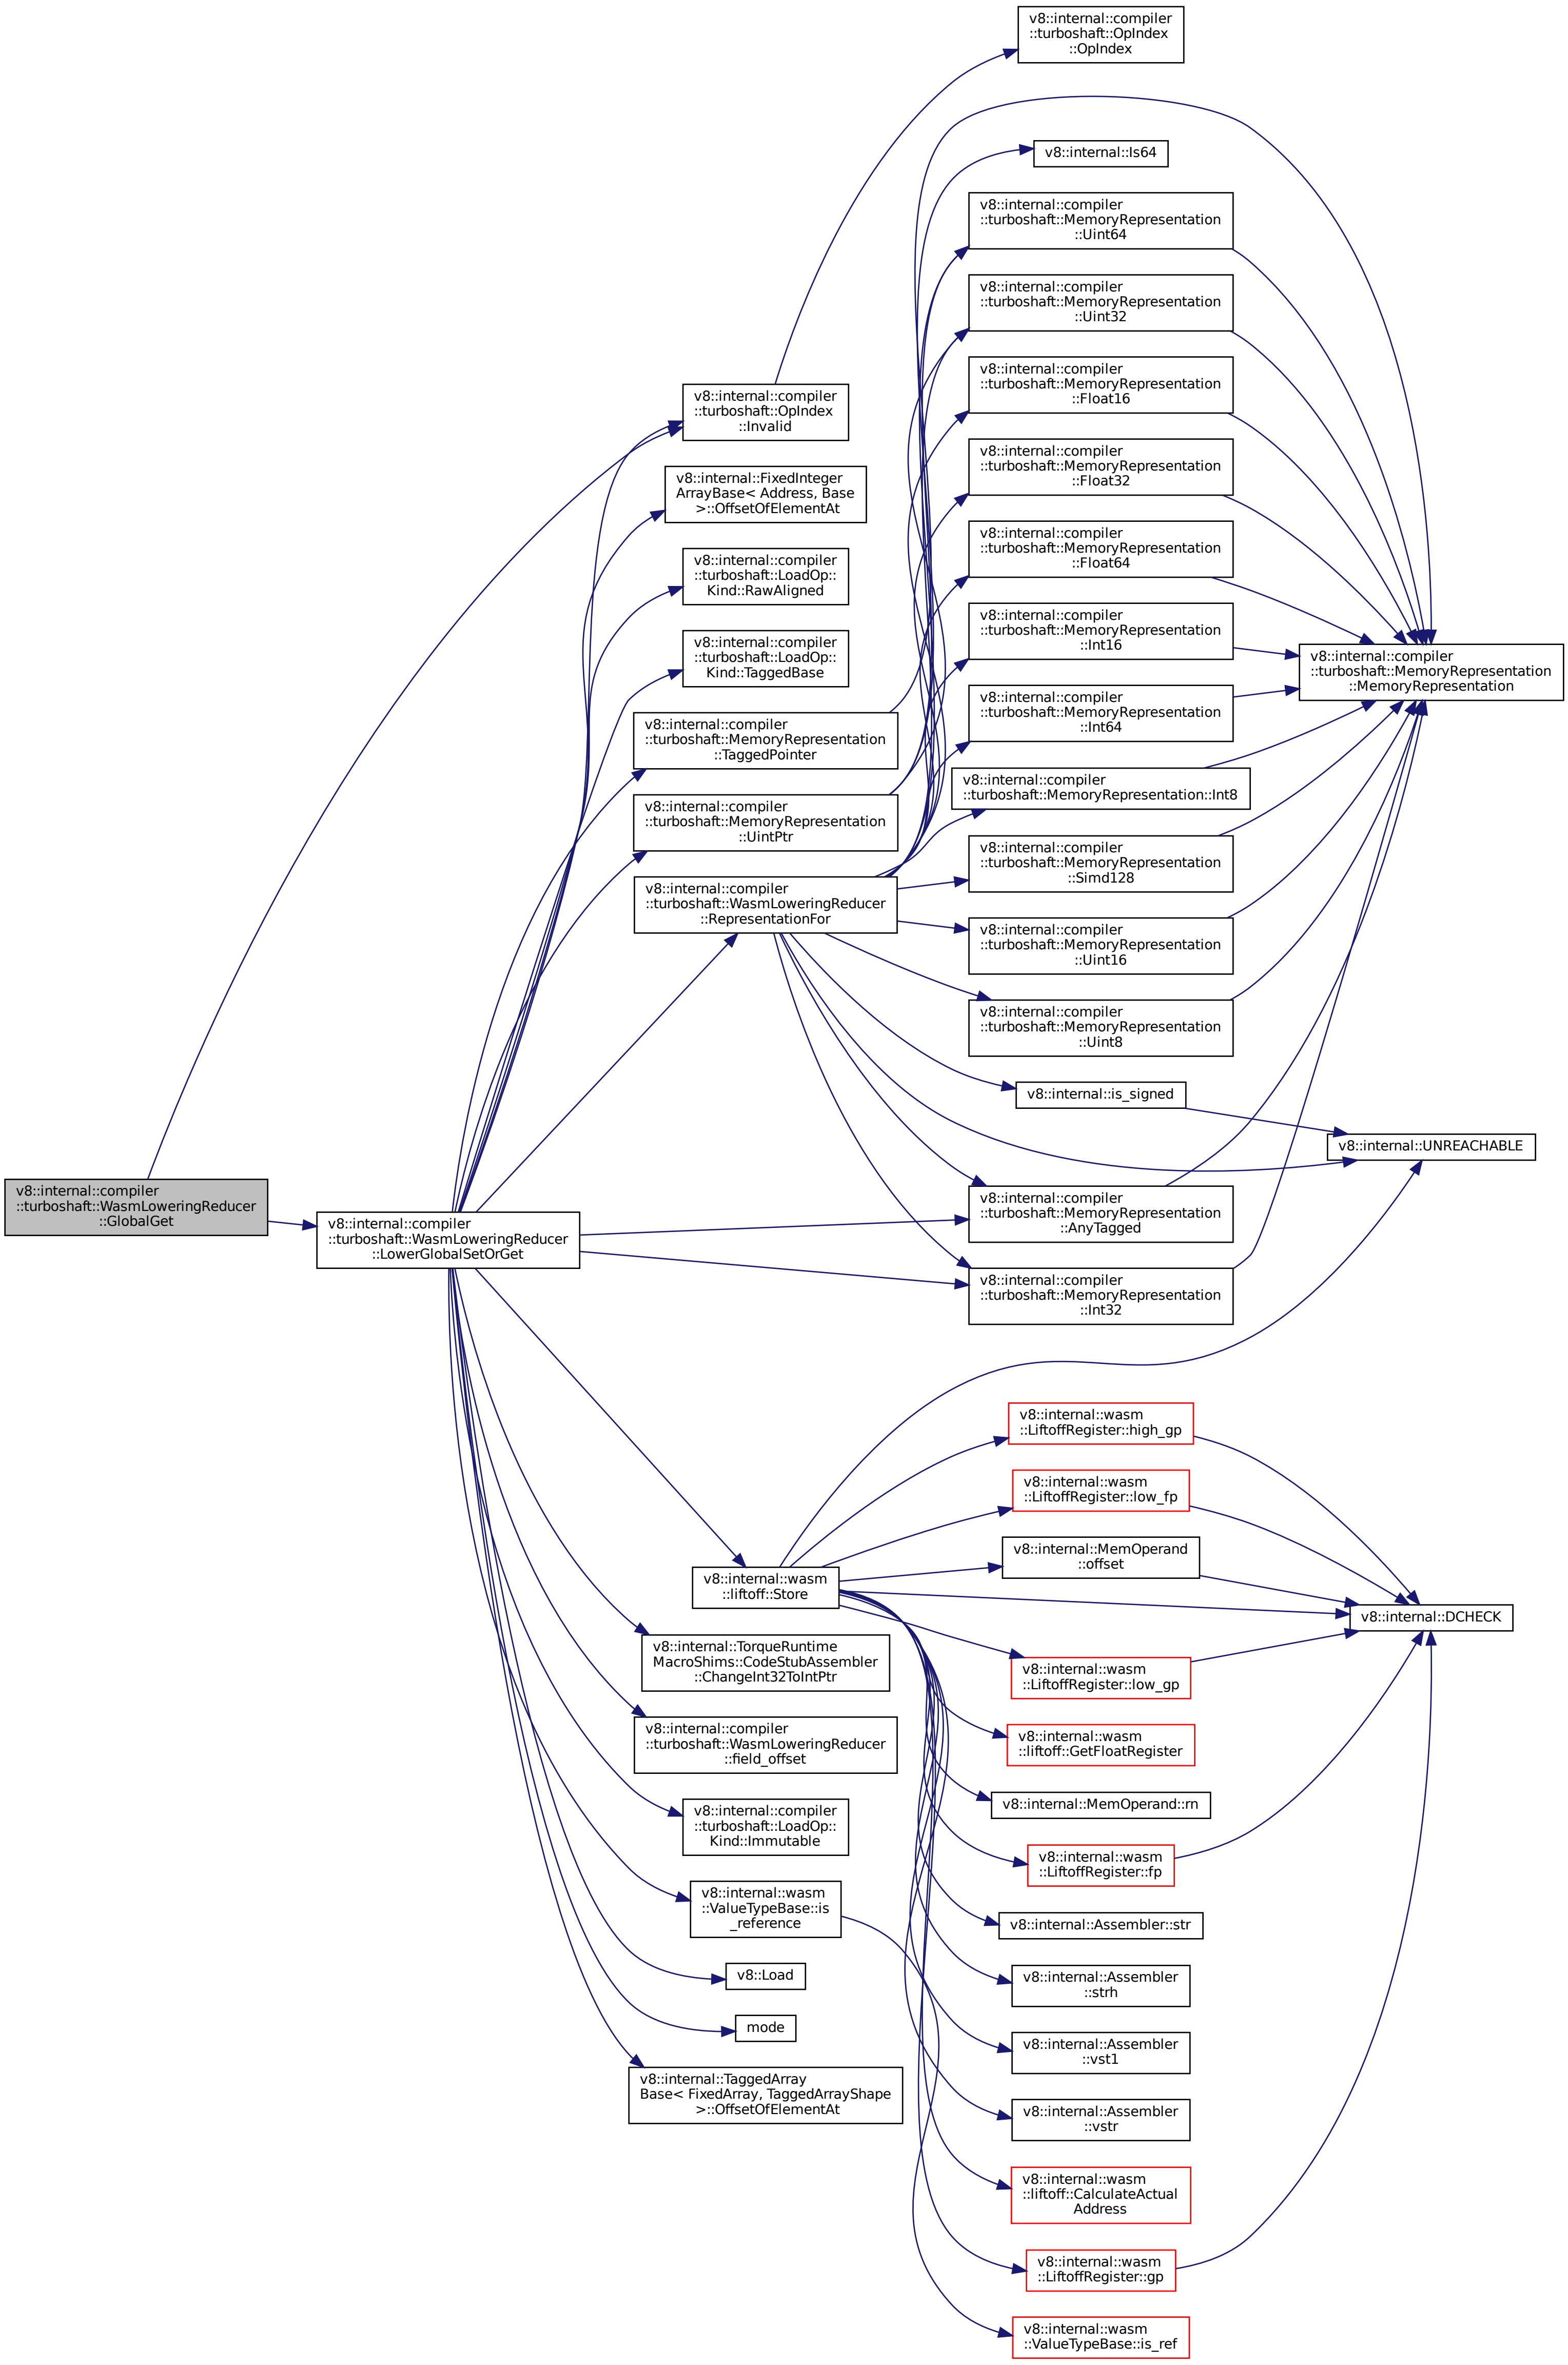 v8::internal::compiler
::turboshaft::OpIndex
::OpIndex
v8::internal::Is64
v8::internal::compiler
::turboshaft::MemoryRepresentation
::Uint64
v8::internal::compiler
::turboshaft::MemoryRepresentation
::Uint32
v8::internal::compiler
::turboshaft::MemoryRepresentation
::Float16
v8::internal::compiler
::turboshaft::OpIndex
::Invalid
v8::internal::compiler
::turboshaft::MemoryRepresentation
::Float32
v8::internal::FixedInteger
ArrayBase< Address, Base
>::OffsetOfElementAt
v8::internal::compiler
::turboshaft::MemoryRepresentation
::Float64
v8::internal::compiler
::turboshaft::LoadOp::
Kind::RawAligned
v8::internal::compiler
::turboshaft::MemoryRepresentation
::Int16
v8::internal::compiler
::turboshaft::LoadOp::
Kind::TaggedBase
v8::internal::compiler
::turboshaft::MemoryRepresentation
::MemoryRepresentation
v8::internal::compiler
::turboshaft::MemoryRepresentation
::Int64
v8::internal::compiler
::turboshaft::MemoryRepresentation
::TaggedPointer
v8::internal::compiler
::turboshaft::MemoryRepresentation::Int8
v8::internal::compiler
::turboshaft::MemoryRepresentation
::UintPtr
v8::internal::compiler
::turboshaft::MemoryRepresentation
::Simd128
v8::internal::compiler
::turboshaft::WasmLoweringReducer
::RepresentationFor
v8::internal::compiler
::turboshaft::MemoryRepresentation
::Uint16
v8::internal::compiler
::turboshaft::MemoryRepresentation
::Uint8
v8::internal::is_signed
v8::internal::UNREACHABLE
v8::internal::compiler
::turboshaft::WasmLoweringReducer
::GlobalGet
v8::internal::compiler
::turboshaft::MemoryRepresentation
::AnyTagged
v8::internal::compiler
::turboshaft::WasmLoweringReducer
::LowerGlobalSetOrGet
v8::internal::compiler
::turboshaft::MemoryRepresentation
::Int32
v8::internal::wasm
::LiftoffRegister::high_gp
v8::internal::wasm
::LiftoffRegister::low_fp
v8::internal::MemOperand
::offset
v8::internal::wasm
::liftoff::Store
v8::internal::DCHECK
v8::internal::TorqueRuntime
MacroShims::CodeStubAssembler
::ChangeInt32ToIntPtr
v8::internal::wasm
::LiftoffRegister::low_gp
v8::internal::compiler
::turboshaft::WasmLoweringReducer
::field_offset
v8::internal::wasm
::liftoff::GetFloatRegister
v8::internal::MemOperand::rn
v8::internal::compiler
::turboshaft::LoadOp::
Kind::Immutable
v8::internal::wasm
::LiftoffRegister::fp
v8::internal::wasm
::ValueTypeBase::is
_reference
v8::internal::Assembler::str
v8::Load
v8::internal::Assembler
::strh
mode
v8::internal::Assembler
::vst1
v8::internal::TaggedArray
Base< FixedArray, TaggedArrayShape
>::OffsetOfElementAt
v8::internal::Assembler
::vstr
v8::internal::wasm
::liftoff::CalculateActual
Address
v8::internal::wasm
::LiftoffRegister::gp
v8::internal::wasm
::ValueTypeBase::is_ref